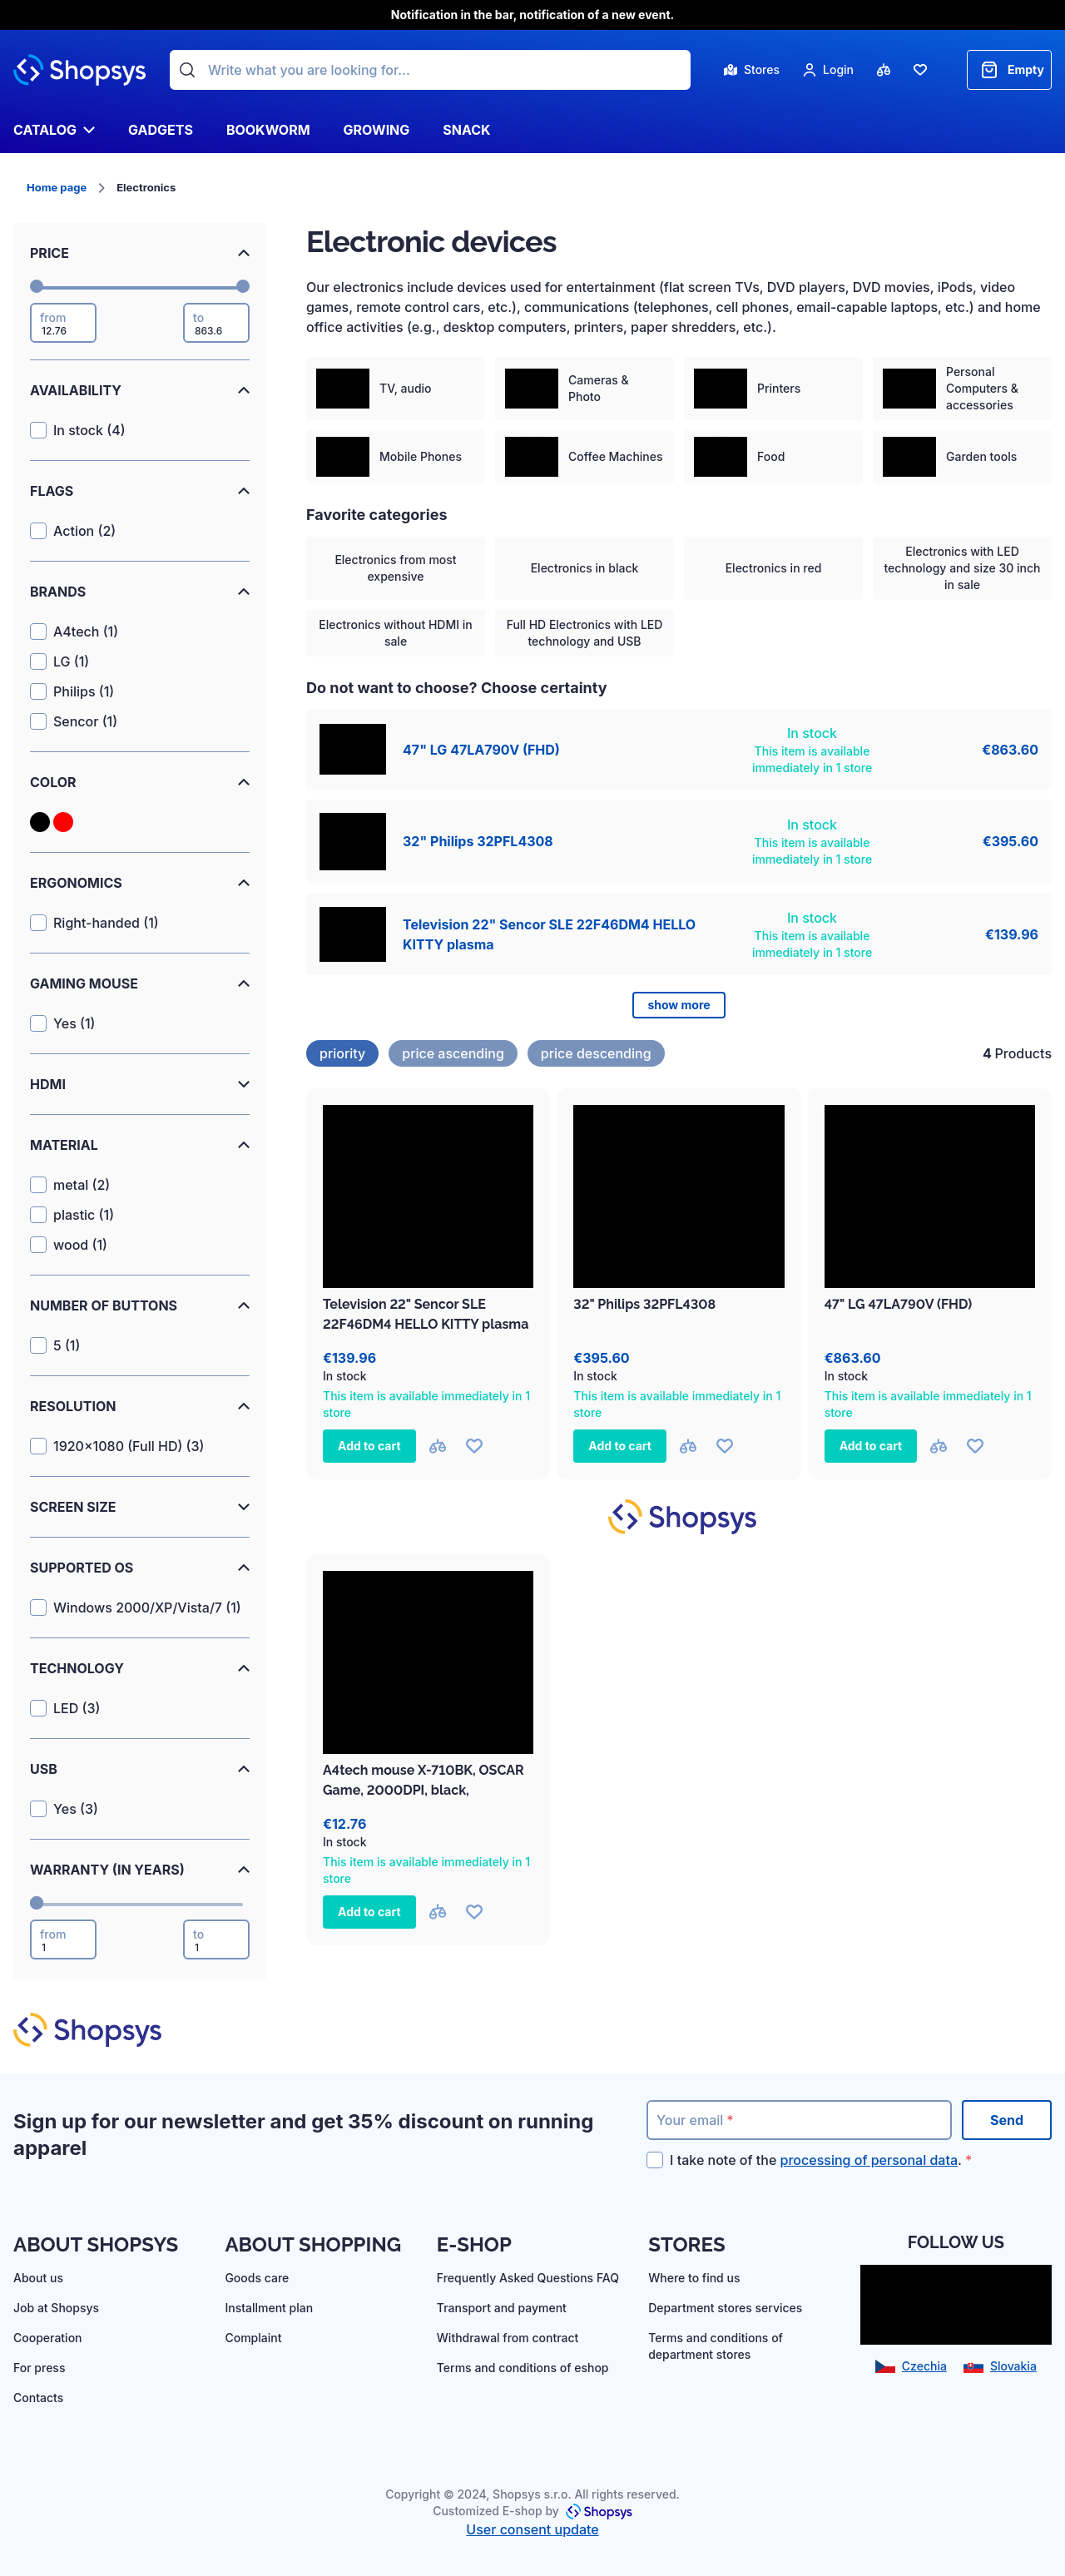 Notification in the bar, notification of a new event.
Shopsys
Write what you are looking for...
Stores
Login
Empty
CATALOG
GADGETS
BOOKWORM
GROWING
SNACK
Home page
Electronics
PRICE
from
12.76
to
863.6
AVAILABILITY
In stock (4)
FLAGS
Action (2)
BRANDS
A4tech (1)
LG (1)
Philips (1)
Sencor (1)
COLOR
ERGONOMICS
Right-handed (1)
GAMING MOUSE
Yes (1)
HDMI
MATERIAL
metal (2)
plastic (1)
wood (1)
NUMBER OF BUTTONS
5 (1)
RESOLUTION
1920×1080 (Full HD) (3)
SCREEN SIZE
SUPPORTED OS
Windows 2000/XP/Vista/7 (1)
TECHNOLOGY
LED (3)
USB
Yes (3)
WARRANTY (IN YEARS)
from
1
to
1
Electronic devices
Our electronics include devices used for entertainment (flat screen TVs, DVD players, DVD movies, iPods, video
games, remote control cars, etc.), communications (telephones, cell phones, email-capable laptops, etc.) and home
office activities (e.g., desktop computers, printers, paper shredders, etc.).
TV, audio
Cameras &
Photo
Printers
Personal
Computers &
accessories
Mobile Phones
Coffee Machines
Food
Garden tools
Favorite categories
Electronics from most
expensive
Electronics in black
Electronics in red
Electronics with LED
technology and size 30 inch
in sale
Electronics without HDMI in
sale
Full HD Electronics with LED
technology and USB
Do not want to choose? Choose certainty
47" LG 47LA790V (FHD)
In stock
This item is available
immediately in 1 store
€863.60
32" Philips 32PFL4308
In stock
This item is available
immediately in 1 store
€395.60
Television 22" Sencor SLE 22F46DM4 HELLO
KITTY plasma
In stock
This item is available
immediately in 1 store
€139.96
show more
priority
price ascending
price descending
4 Products
Television 22" Sencor SLE
22F46DM4 HELLO KITTY plasma
€139.96
In stock
This item is available immediately in 1
store
Add to cart
32" Philips 32PFL4308
€395.60
In stock
This item is available immediately in 1
store
Add to cart
47" LG 47LA790V (FHD)
€863.60
In stock
This item is available immediately in 1
store
Add to cart
Shopsys
A4tech mouse X-710BK, OSCAR
Game, 2000DPI, black,
€12.76
In stock
This item is available immediately in 1
store
Add to cart
Shopsys
Sign up for our newsletter and get 35% discount on running
apparel
Your email *
Send
I take note of the processing of personal data. *
ABOUT SHOPSYS
About us
Job at Shopsys
Cooperation
For press
Contacts
ABOUT SHOPPING
Goods care
Installment plan
Complaint
E-SHOP
Frequently Asked Questions FAQ
Transport and payment
Withdrawal from contract
Terms and conditions of eshop
STORES
Where to find us
Department stores services
Terms and conditions of
department stores
FOLLOW US
Czechia
Slovakia
Copyright © 2024, Shopsys s.r.o. All rights reserved.
Customized E-shop by Shopsys
User consent update